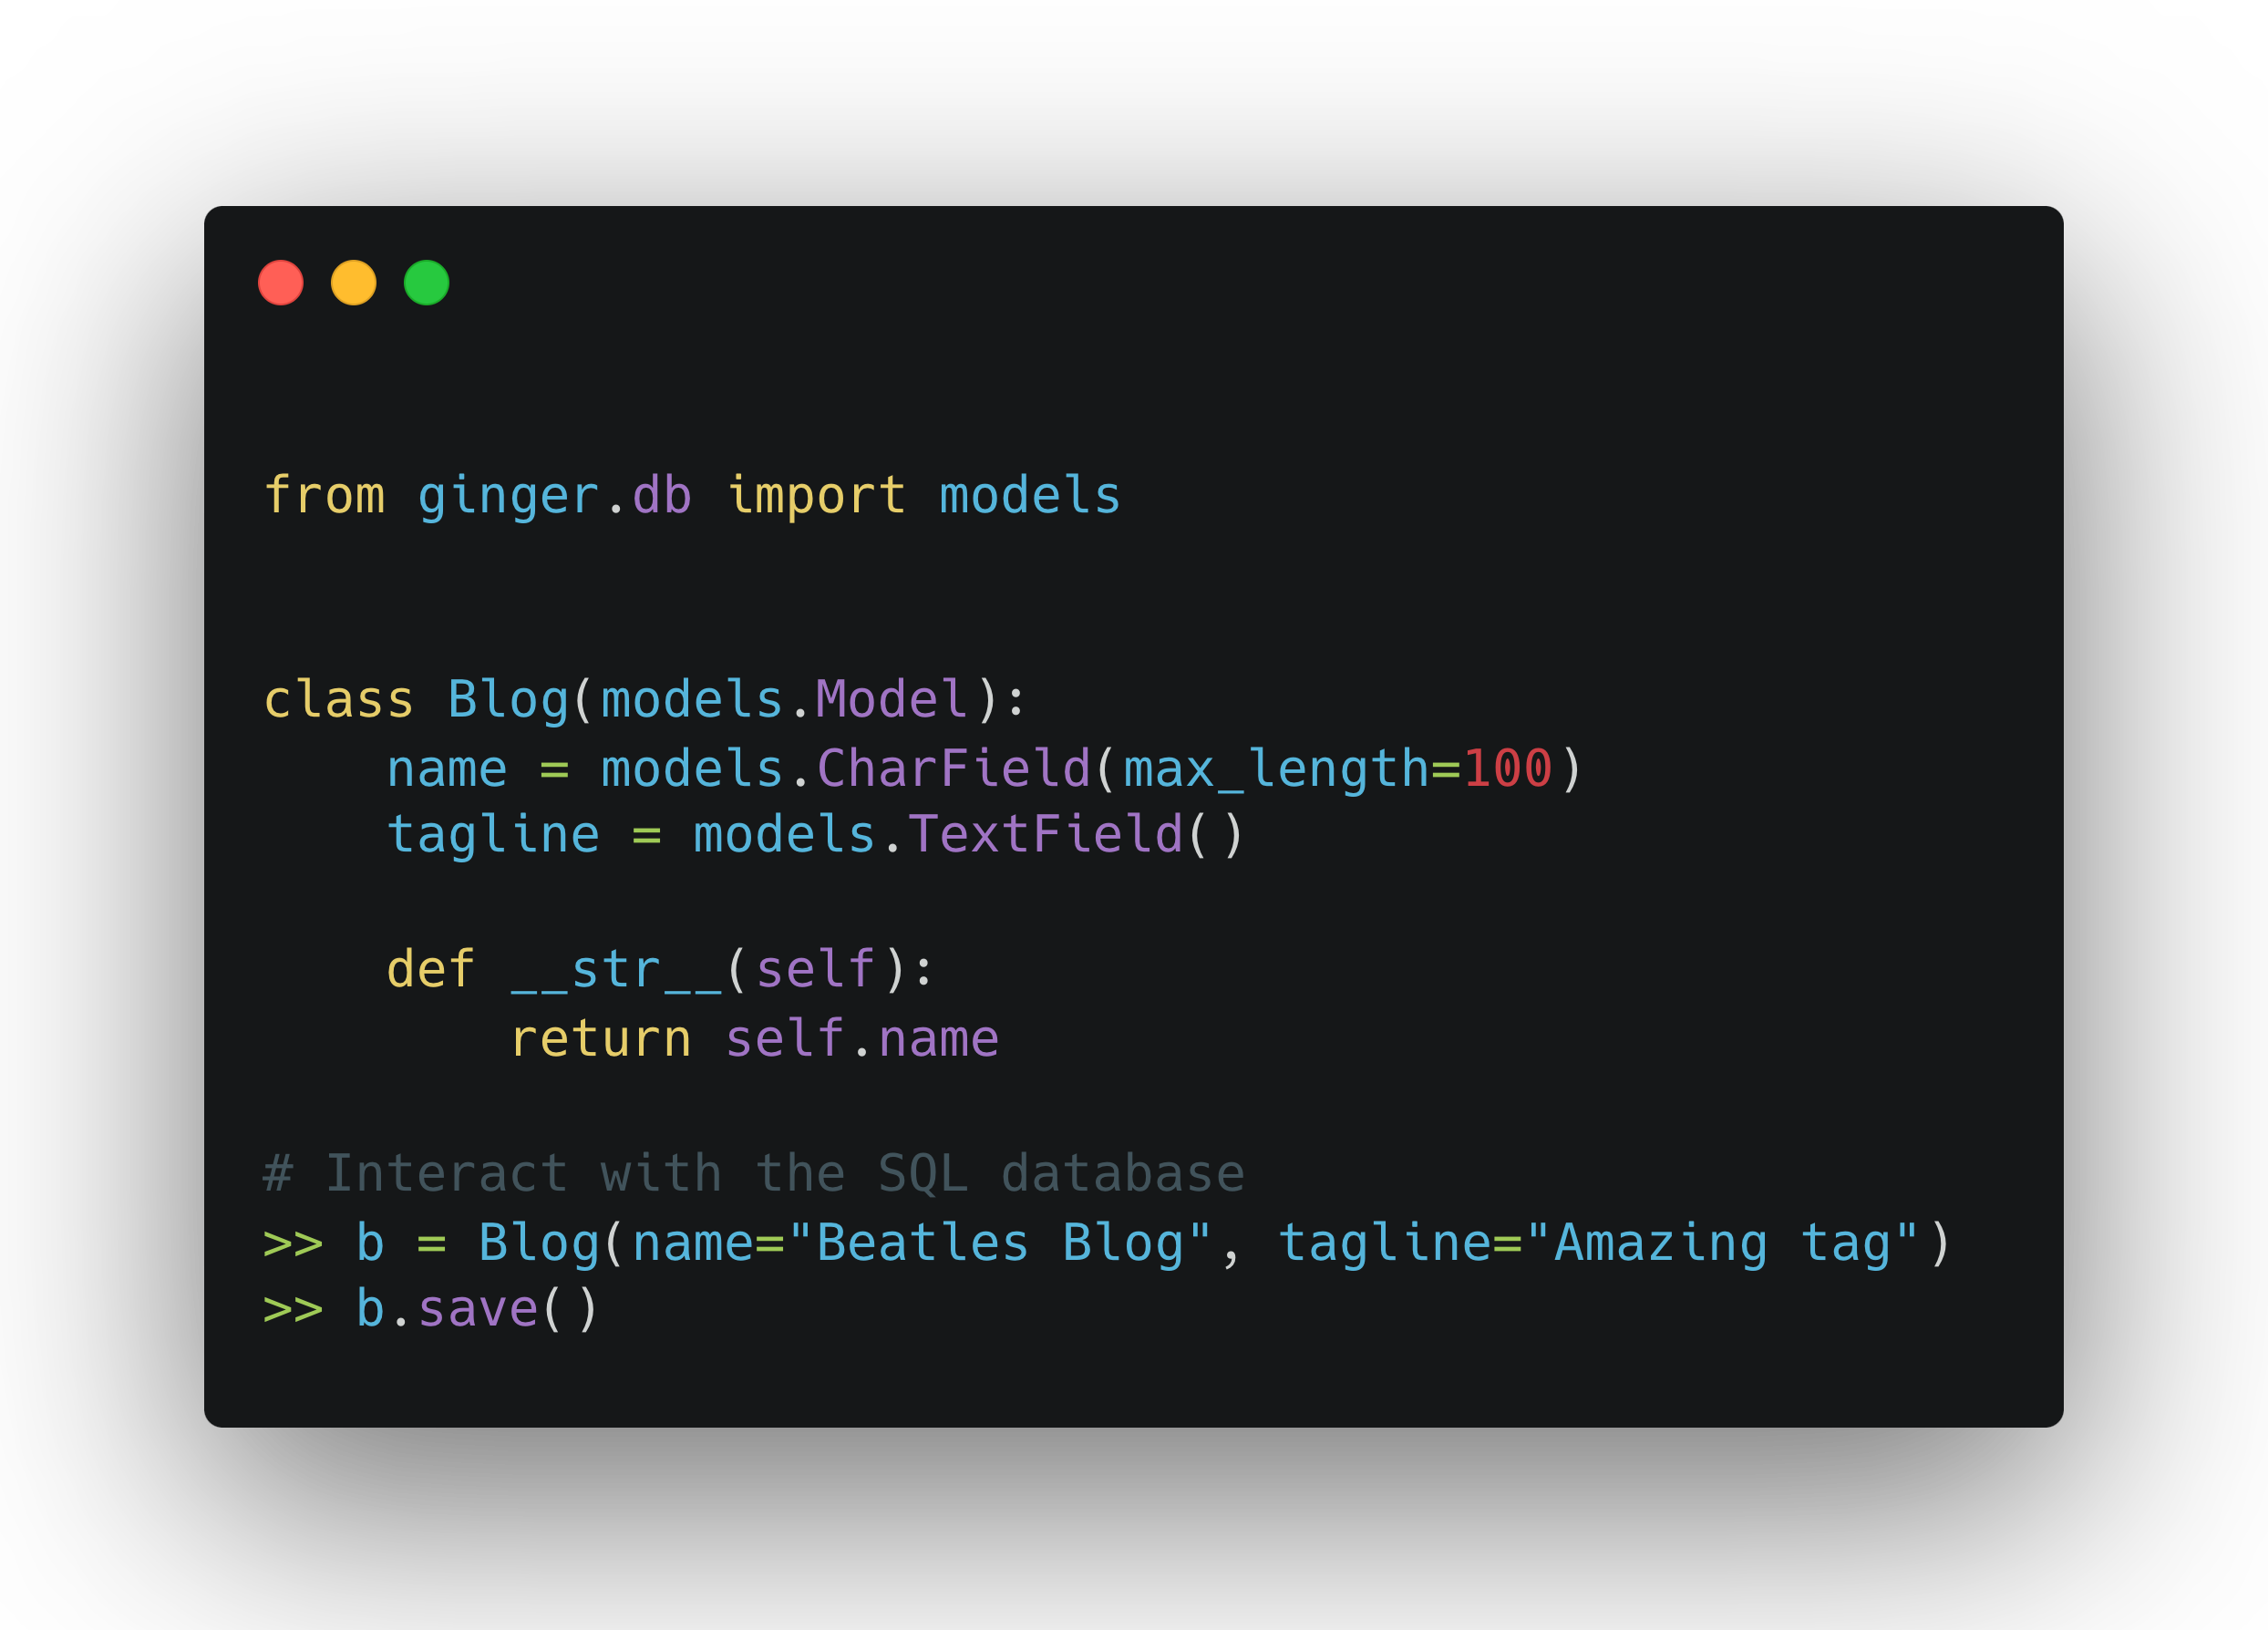 from ginger.db import models
class Blog(models.Model):
    name = models.CharField(max_length=100)
    tagline = models.TextField()
    def __str__(self):
        return self.name
# Interact with the SQL database
>> b = Blog(name="Beatles Blog", tagline="Amazing tag")
>> b.save()